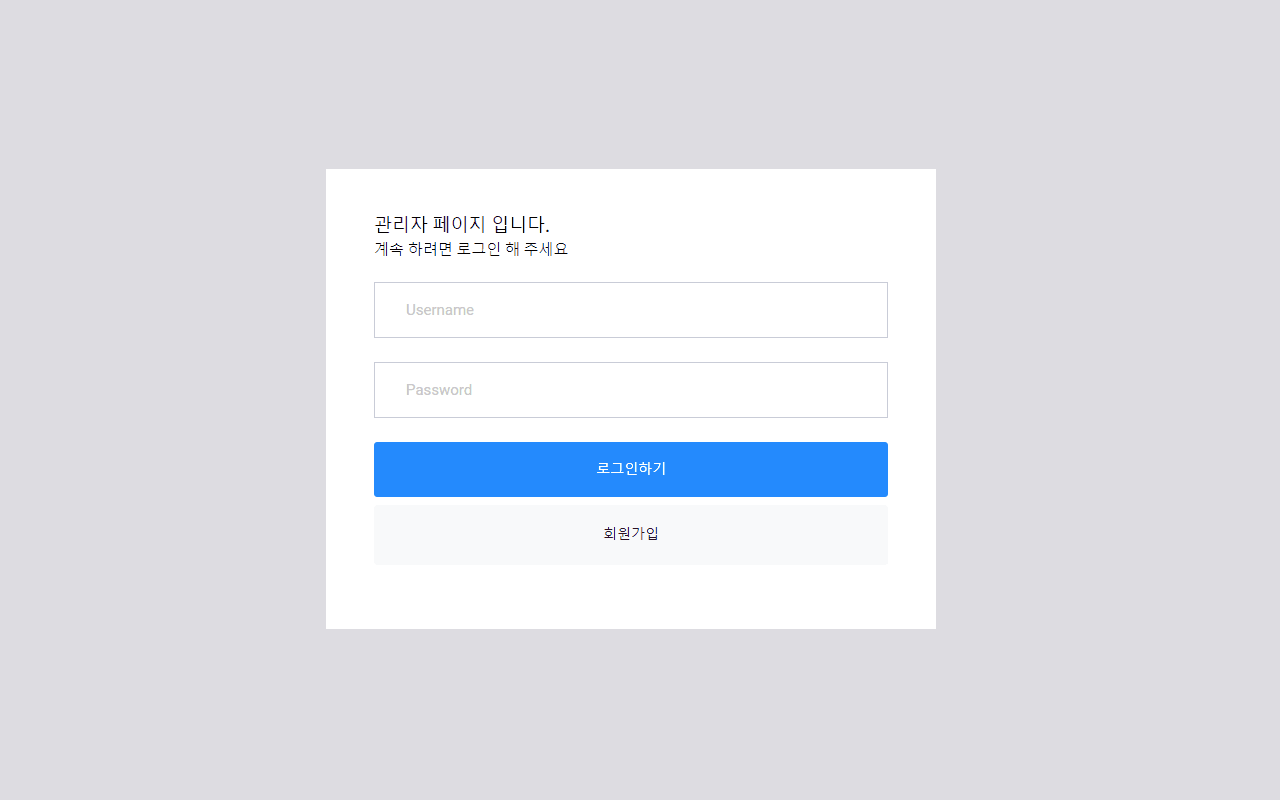 관리자 페이지 입니다.
계속 하려면 로그인 해 주세요
Username
Password
로그인하기
회원가입